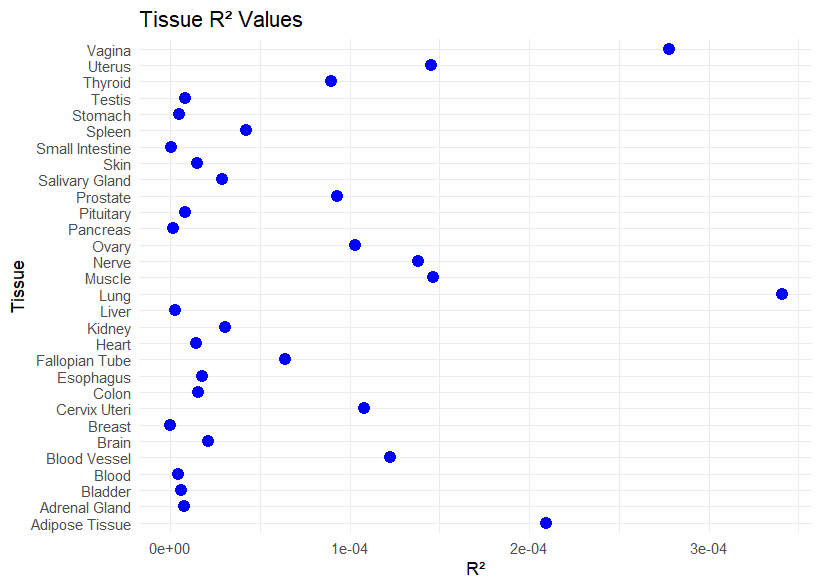 Tissue R² Values
Vagina
Uterus
Thyroid
Testis
Stomach
Spleen
Small Intestine
Skin
Salivary Gland
Prostate
Pituitary
Pancreas
Ovary
Nerve
Muscle
Lung
Liver
Kidney
Heart
Fallopian Tube
Esophagus
Colon
Cervix Uteri
Breast
Brain
Blood Vessel
Blood
Bladder
Adrenal Gland
Adipose Tissue
Tissue
0e+00 1e-04 2e-04 3e-04
R²